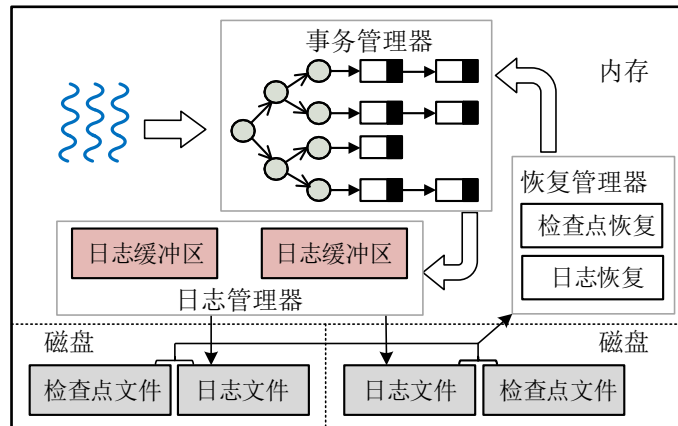 事务管理器
内存
恢复管理器
检查点恢复
日志恢复
日志缓冲区
日志缓冲区
日志管理器
磁盘
磁盘
检查点文件
日志文件
日志文件
检查点文件